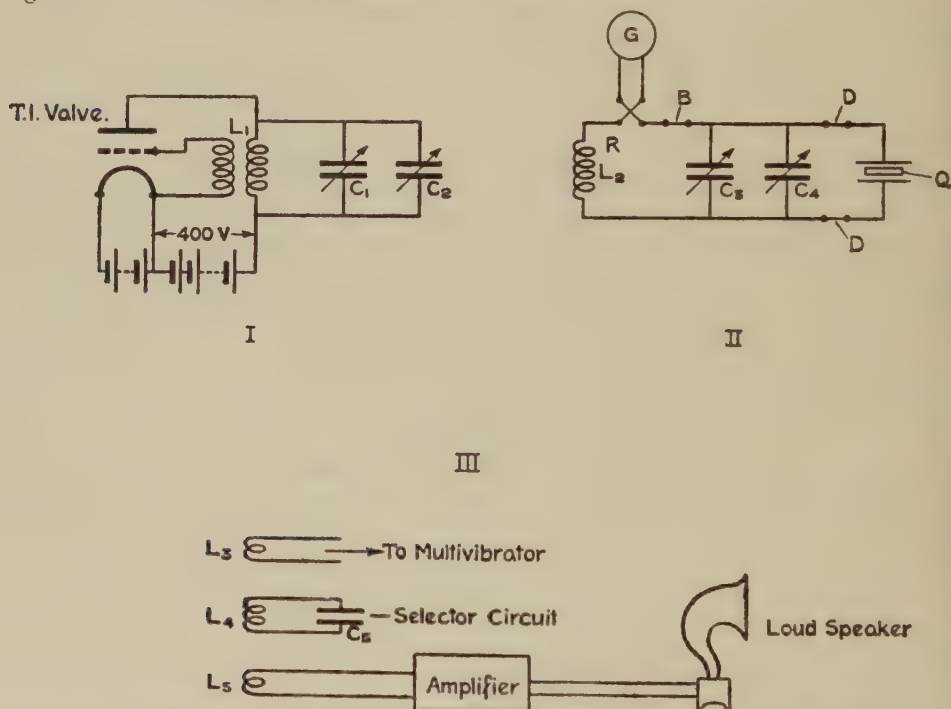 T.I. Valve.
L1
C1
C2
400 V
I
G
B
D
R
L2
C3
C4
Q
D
II
III
L3
To Multivibrator
L4
C5
Selector Circuit
L5
Amplifier
Loud Speaker